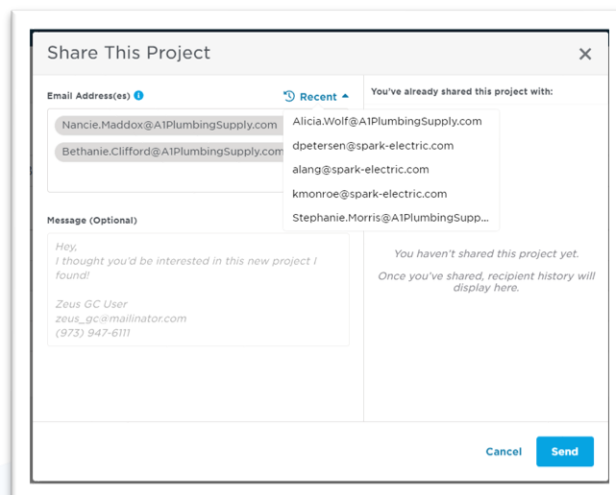 Share This Project
Email Address(es)
Recent
You've already shared this project with:
Nancie.Maddox@A1PlumbingSupply.com
Bethanie.Clifford@A1PlumbingSupply.com
Alicia.Wolf@A1PlumbingSupply.com
dpetersen@spark-electric.com
alang@spark-electric.com
kmonroe@spark-electric.com
Stephanie.Morris@A1PlumbingSupp...
Message (Optional)
Hey,
I thought you'd be interested in this new project I
found!
Zeus GC User
zeus_gc@mailinator.com
(973) 947-6111
You haven't shared this project yet.
Once you've shared, recipient history will
display here.
Cancel
Send